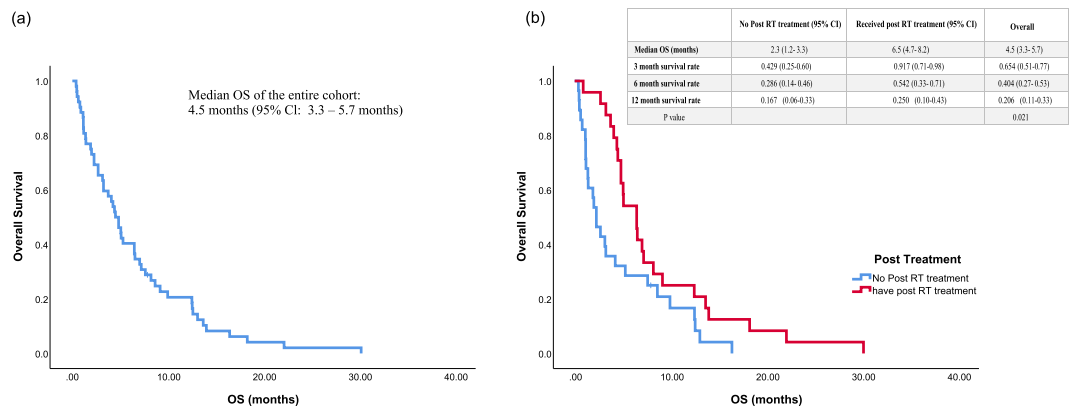 (a)
Median OS of the entire cohort:
4.5 months (95% CI: 3.3 – 5.7 months)
Overall Survival
1.0
0.8
0.6
0.4
0.2
0.0
.00 10.00 20.00 30.00 40.00
OS (months)
(b)
No Post RT treatment (95% CI) Received post RT treatment (95% CI) Overall
Median OS (months) 2.3 (1.2- 3.3) 6.5 (4.7- 8.2) 4.5 (3.3- 5.7)
3 month survival rate 0.429 (0.25-0.60) 0.917 (0.71-0.98) 0.654 (0.51-0.77)
6 month survival rate 0.286 (0.14- 0.46) 0.542 (0.33- 0.71) 0.404 (0.27- 0.53)
12 month survival rate 0.167 (0.06-0.33) 0.250 (0.10-0.43) 0.206 (0.11-0.33)
P value 0.021
Overall Survival
1.0
0.8
0.6
0.4
0.2
0.0
.00 10.00 20.00 30.00 40.00
OS (months)
Post Treatment
No Post RT treatment
have post RT treatment